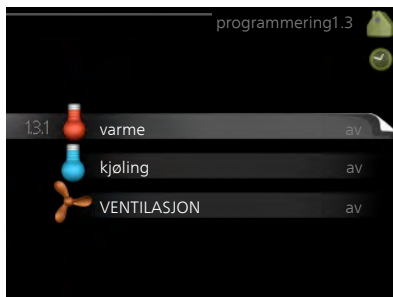 programmering1.3
1.3.1 varme av
kjøling av
VENTILASJON av